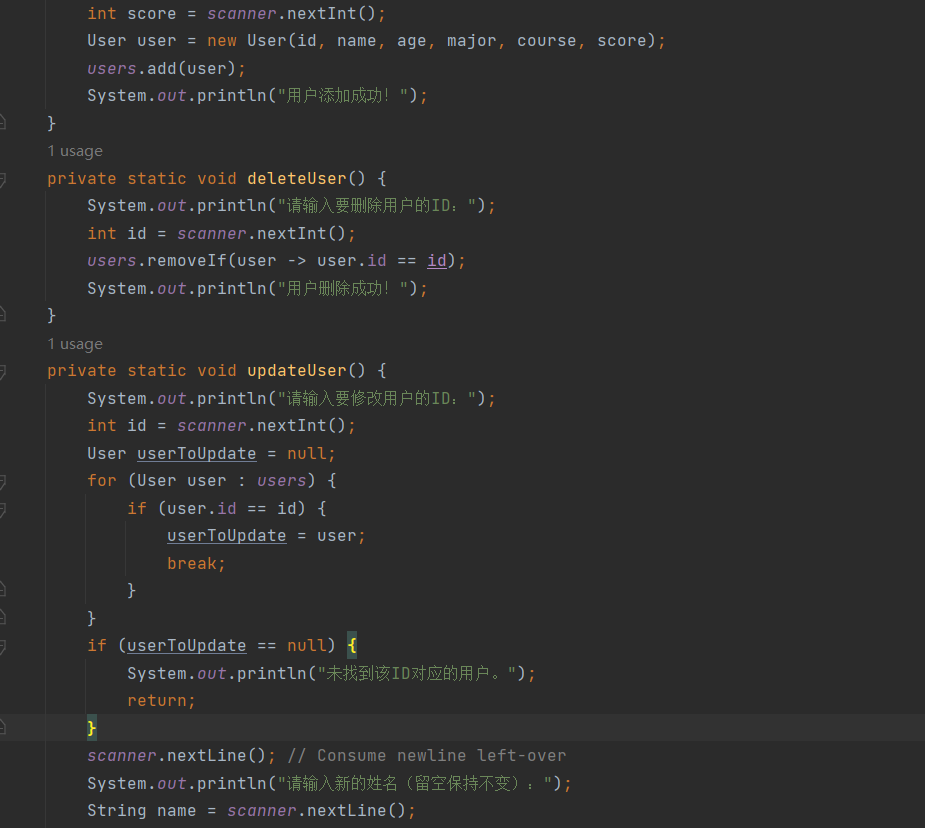 int score = scanner.nextInt();
User user = new User(id, name, age, major, course, score);
users.add(user);
System.out.println("用户添加成功！");
}
1 usage
private static void deleteUser() {
System.out.println("请输入要删除用户的ID：");
int id = scanner.nextInt();
users.removeIf(user -> user.id == id);
System.out.println("用户删除成功！");
}
1 usage
private static void updateUser() {
System.out.println("请输入要修改用户的ID：");
int id = scanner.nextInt();
User userToUpdate = null;
for (User user : users) {
if (user.id == id) {
userToUpdate = user;
break;
}
}
if (userToUpdate == null) {
System.out.println("未找到该ID对应的用户。");
return;
}
scanner.nextLine(); // Consume newline left-over
System.out.println("请输入新的姓名（留空保持不变）：");
String name = scanner.nextLine();